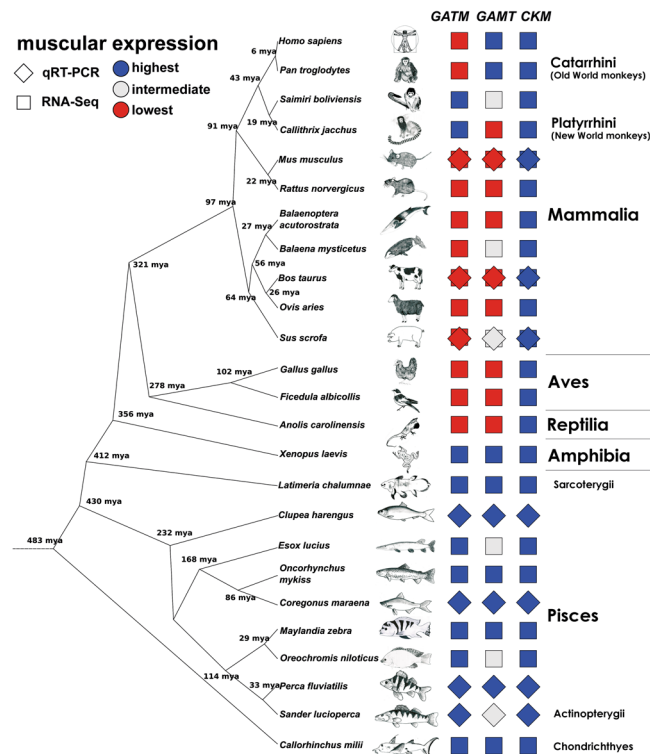 GATM GAMT CKM
muscular expression
qRT-PCR
RNA-Seq
highest
intermediate
lowest
6 mya
Homo sapiens
Pan troglodytes
Catarrhini
(Old World monkeys)
43 mya
Saimiri boliviensis
19 mya
Callithrix jacchus
Platyrrhini
(New World monkeys)
91 mya
Mus musculus
22 mya
Rattus norvegicus
97 mya
27 mya
Balaenoptera
acutorostrata
Mammalia
Balaena mysticetus
56 mya
Bos taurus
26 mya
64 mya
Ovis aries
321 mya
Sus scrofa
102 mya
Gallus gallus
278 mya
Aves
Ficedula albicollis
356 mya
Anolis carolinensis
Reptilia
412 mya
Xenopus laevis
Amphibia
Latimeria chalumnae
Sarcoterygii
430 mya
Clupea harengus
483 mya
232 mya
Esox lucius
168 mya
Oncorhynchus
mykiss
86 mya
Coregonus maraena
Pisces
Maylandia zebra
29 mya
Oreochromis niloticus
114 mya
33 mya
Perca fluviatilis
Sander lucioperca
Actinopterygii
Callorhinchus milii
Chondrichthyes